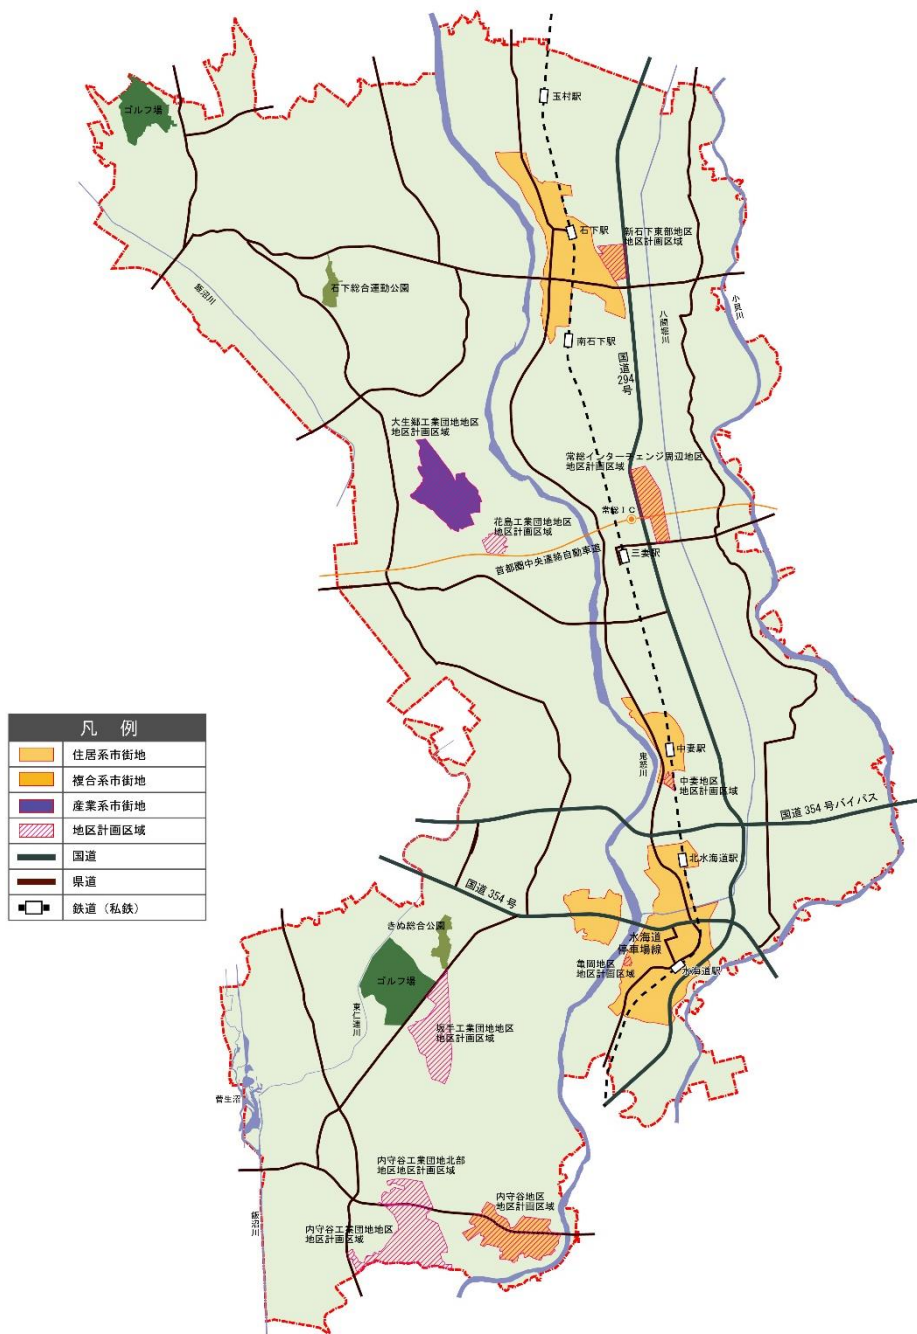 玉村駅
ゴルフ場
石下駅
新石下東部地区
地区計画区域
石下総合運動公園
飯沼川
小貝川
八間堀川
南石下駅
国道294号
大生郷工業団地地区
地区計画区域
常総インターチェンジ周辺地区
地区計画区域
花島工業団地地区
地区計画区域
常総IC
首都圏中央連絡自動車道
三妻駅
凡 例
住居系市街地
複合系市街地
産業系市街地
地区計画区域
国道
県道
鉄道(私鉄)
鬼怒川
中妻駅
中妻地区
地区計画区域
国道354号バイパス
北水海道駅
国道354号
きぬ総合公園
水海道
停車場線
亀岡地区
地区計画区域
水海道駅
ゴルフ場
東仁連川
坂手工業団地地区
地区計画区域
菅生沼
内守谷工業団地北部
地区地区計画区域
内守谷地区
地区計画区域
飯沼川
内守谷工業団地地区
地区計画区域